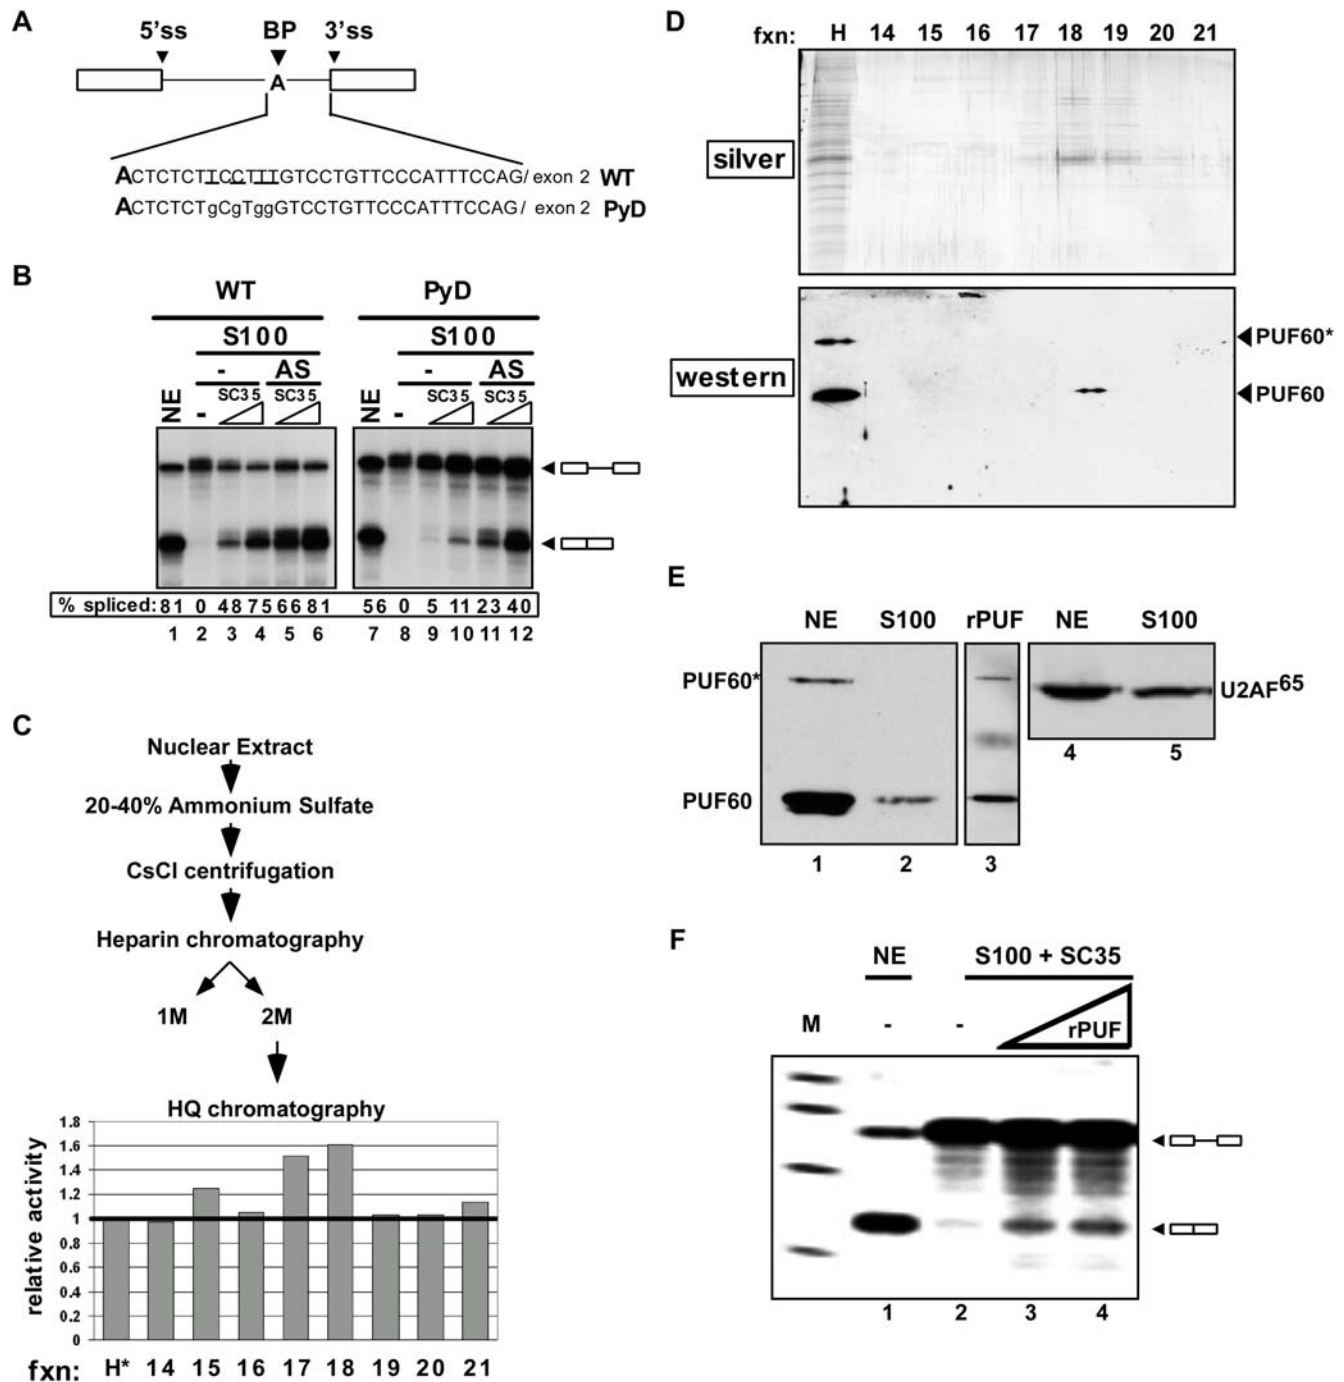 A
5'ss BP 3'ss
A
ACTCTCTTCCTTTGTCCTGTTCCCATTTCCAG/ exon 2 WT
ACTCTCTgCgTggGTCCTGTTCCCATTTCCAG/ exon 2 PyD
B
WT PyD
S100 S100
- AS - AS
NE - SC35 SC35 NE - SC35 SC35
% spliced: 81 0 48 75 66 81 56 0 5 11 23 40
1 2 3 4 5 6 7 8 9 10 11 12
C
Nuclear Extract
20-40% Ammonium Sulfate
CsCl centrifugation
Heparin chromatography
1M 2M
HQ chromatography
relative activity
1.8
1.6
1.4
1.2
1
0.8
0.6
0.4
0.2
0
fxn: H* 14 15 16 17 18 19 20 21
D
fxn: H 14 15 16 17 18 19 20 21
silver
western
PUF60*
PUF60
E
NE S100 rPUF NE S100
PUF60*
U2AF65
PUF60
1 2 3 4 5
F
NE S100 + SC35
M - - rPUF
1 2 3 4